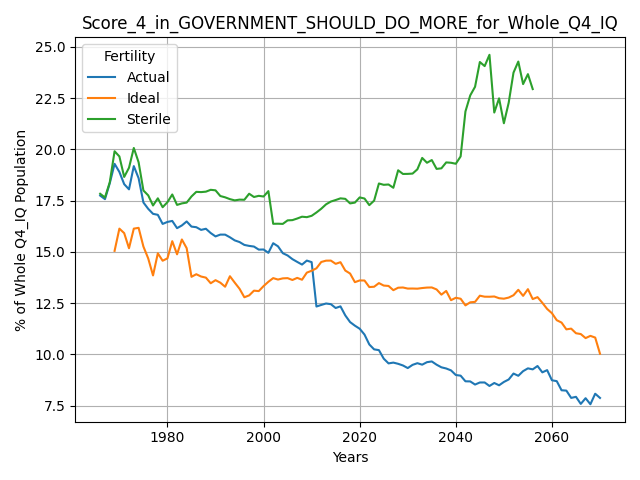 Score_4_in_GOVERNMENT_SHOULD_DO_MORE_for_Whole_Q4_IQ
Fertility
Actual
Ideal
Sterile
% of Whole Q4_IQ Population
25.0
22.5
20.0
17.5
15.0
12.5
10.0
7.5
1980
2000
2020
2040
2060
Years